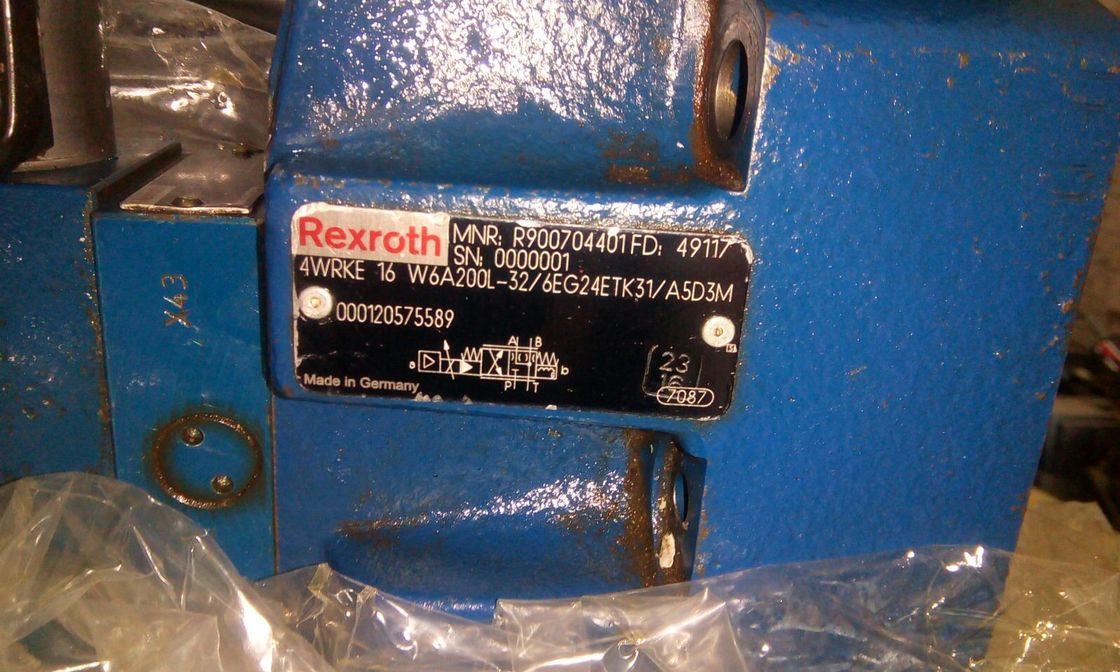 Rexroth
MNR: R900704401 FD: 49117
SN: 0000001
4WRKE 16 W6A200L-32/6EG24ETK31/A5D3M
000120575589
A B
a
b
P T
23
16
7087
Made in Germany
X43